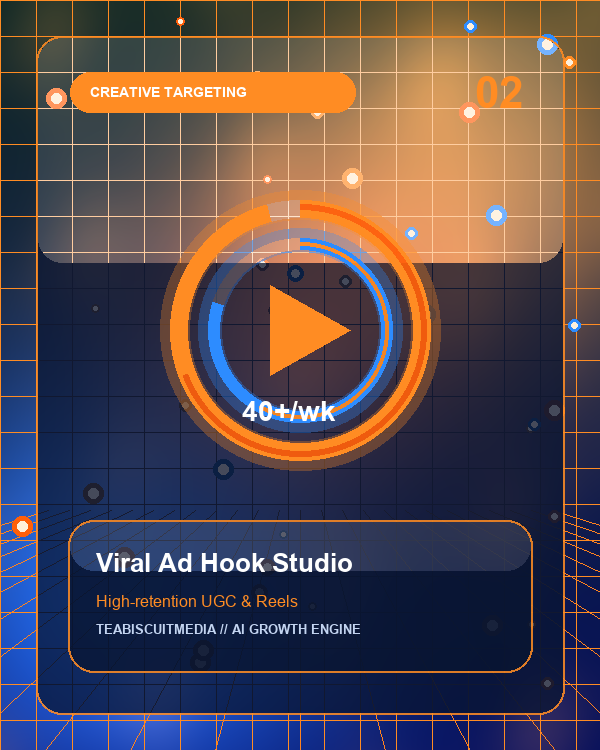 CREATIVE TARGETING
02
40+/wk
Viral Ad Hook Studio
High-retention UGC & Reels
TEABISCUITMEDIA // AI GROWTH ENGINE